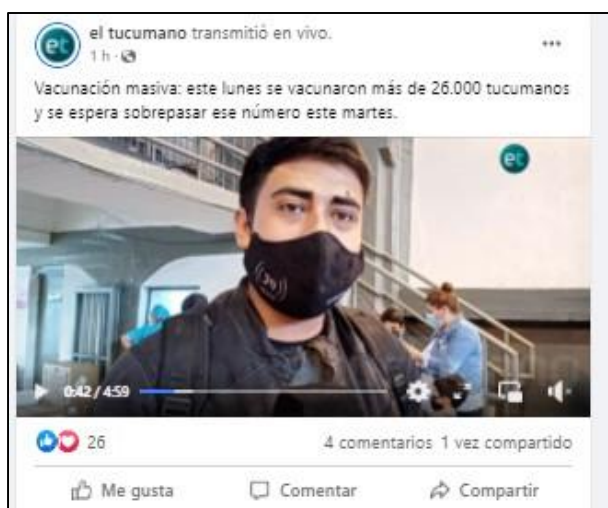 et
el tucumano transmitió en vivo.
1 h ·
Vacunación masiva: este lunes se vacunaron más de 26.000 tucumanos
y se espera sobrepasar ese número este martes.
et
0:42 / 4:59
26
4 comentarios 1 vez compartido
Me gusta
Comentar
Compartir